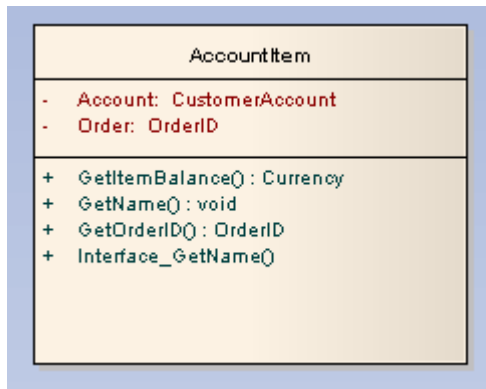 AccountItem
- Account: CustomerAccount
- Order: OrderID
+ GetItemBalance() : Currency
+ GetName() : void
+ GetOrderID() : OrderID
+ Interface_GetName()